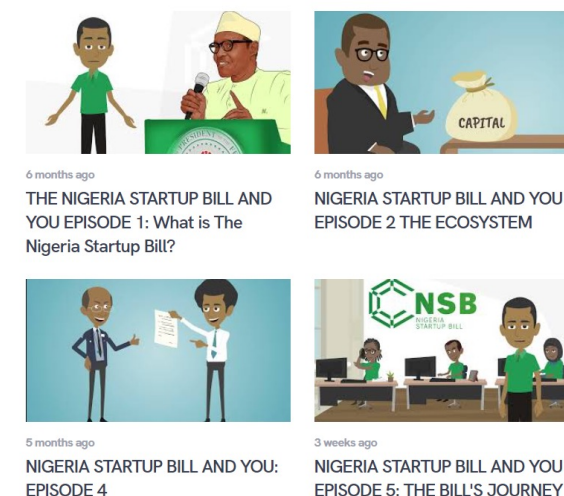 PRESIDENT
CAPITAL
6 months ago
THE NIGERIA STARTUP BILL AND
YOU EPISODE 1: What is The
Nigeria Startup Bill?
6 months ago
NIGERIA STARTUP BILL AND YOU
EPISODE 2 THE ECOSYSTEM
NSB
NIGERIA
STARTUP BILL
5 months ago
NIGERIA STARTUP BILL AND YOU:
EPISODE 4
3 weeks ago
NIGERIA STARTUP BILL AND YOU
EPISODE 5: THE BILL'S JOURNEY